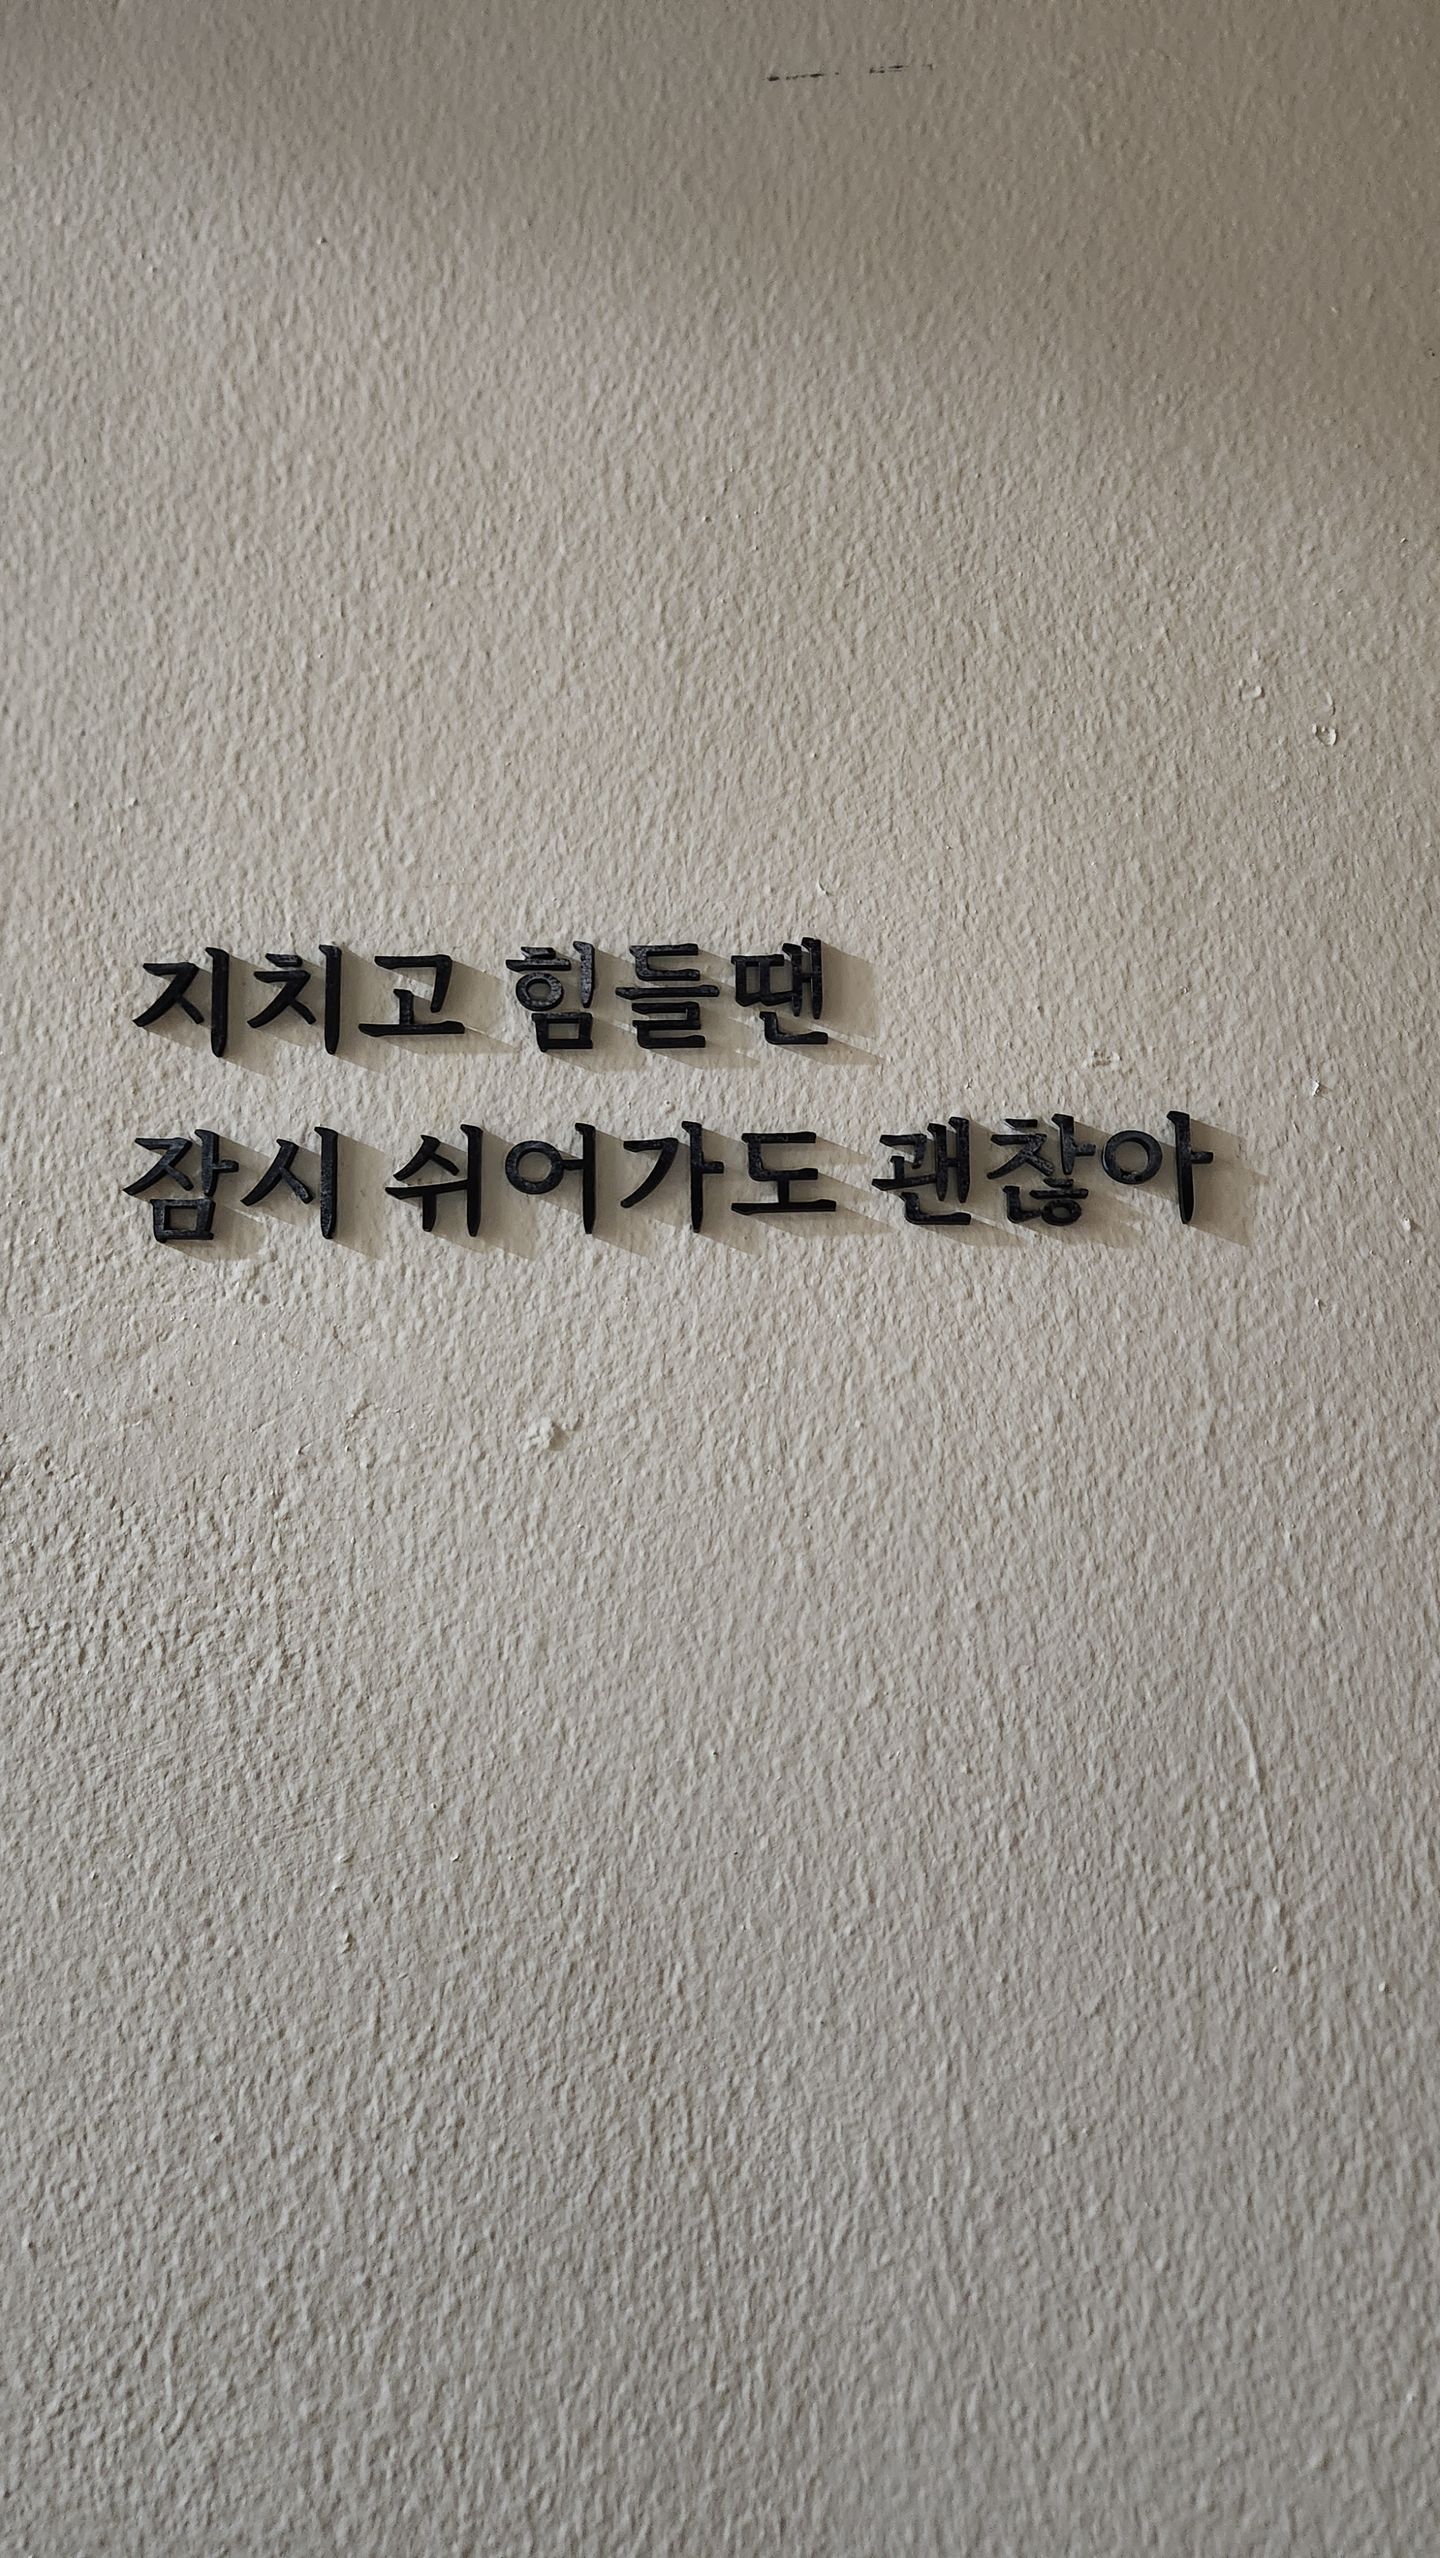 지치고 힘들땐
잠시 쉬어가도 괜찮아